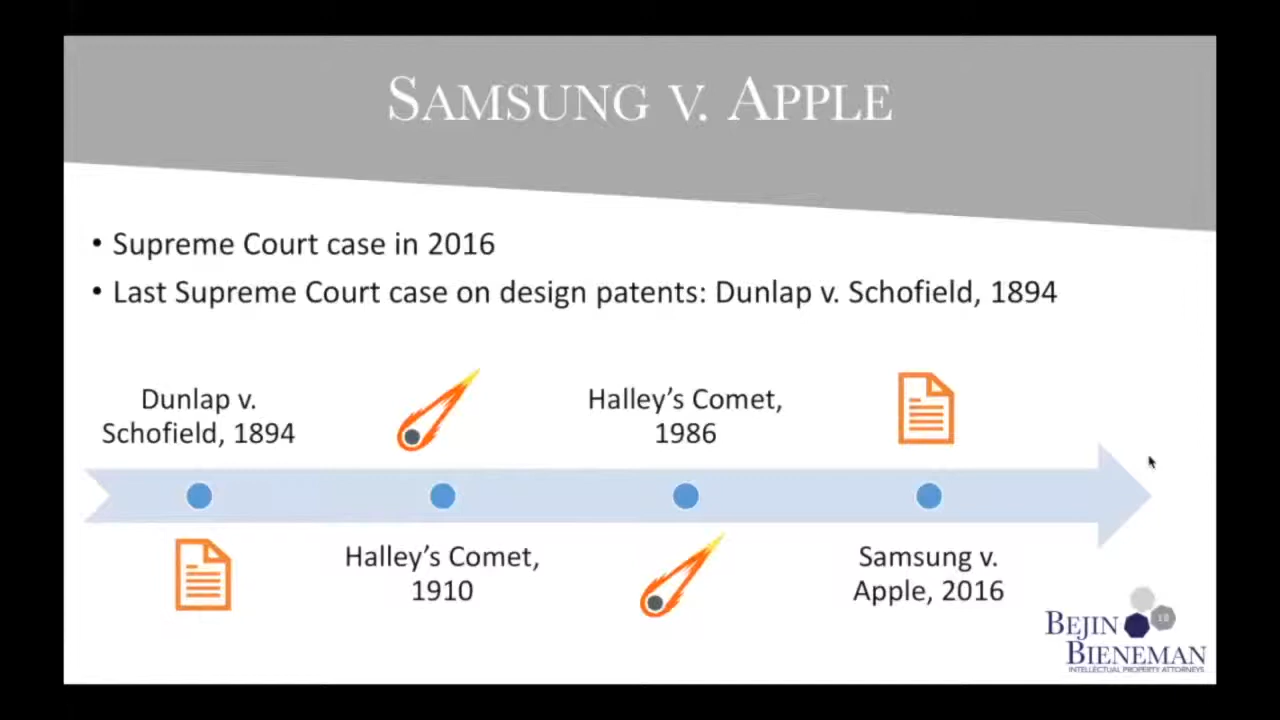 SAMSUNG V. APPLE
• Supreme Court case in 2016
• Last Supreme Court case on design patents: Dunlap v. Schofield, 1894
Dunlap v.
Schofield, 1894
Halley’s Comet,
1910
Halley’s Comet,
1986
Samsung v.
Apple, 2016
10
BEJIN
BIENEMAN
INTELLECTUAL PROPERTY ATTORNEYS